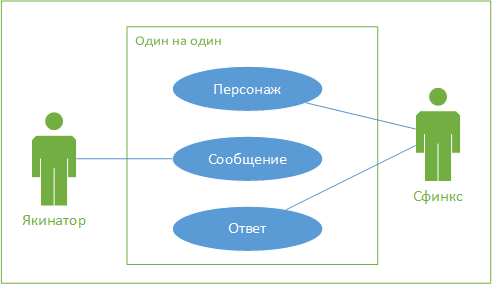 Один на один
Персонаж
Сообщение
Ответ
Якинатор
Сфинкс